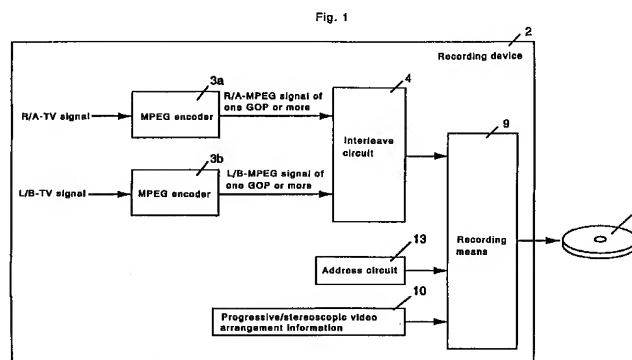 Fig. 1
2
Recording device
3a
R/A-TV signal
MPEG encoder
R/A-MPEG signal of
one GOP or more
4
Interleave
circuit
3b
L/B-TV signal
MPEG encoder
L/B-MPEG signal of
one GOP or more
9
Recording
means
13
Address circuit
10
Progressive/stereoscopic video
arrangement information